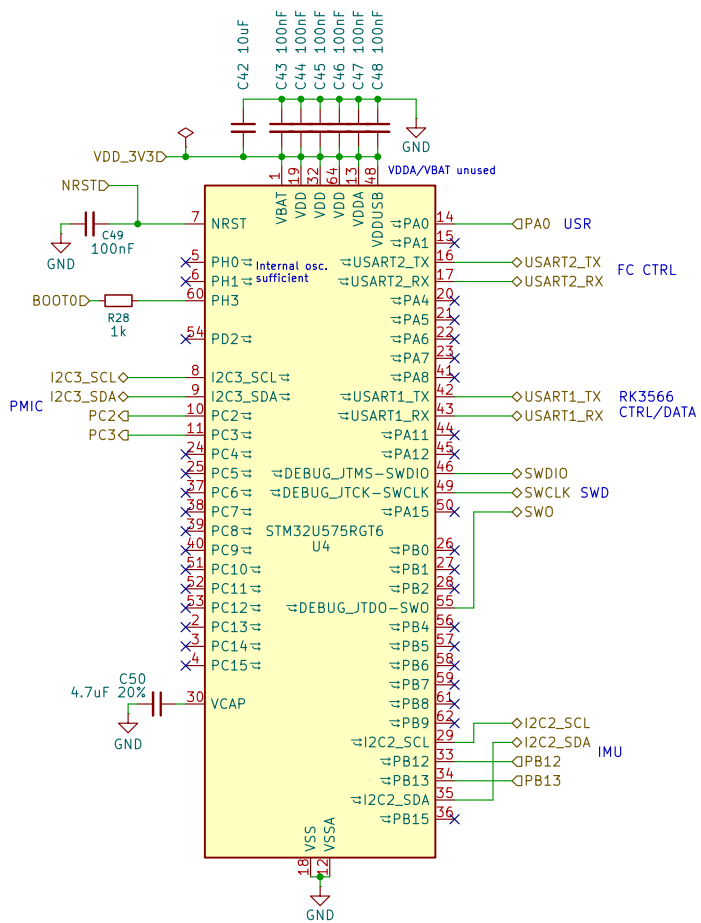 C42 10uF
C43 100nF
C44 100nF
C45 100nF
C46 100nF
C47 100nF
C48 100nF
GND
VDD_3V3
VDDA/VBAT unused
1
19
32
64
13
48
VBAT
VDD
VDD
VDD
VDDA
VDDUSB
NRST
C49
100nF
GND
7 NRST
5 PH0
6 PH1
Internal osc.
sufficient
BOOT0
R28
1k
60 PH3
54 PD2
PMIC
I2C3_SCL 8 I2C3_SCL
I2C3_SDA 9 I2C3_SDA
PC2 10 PC2
PC3 11 PC3
24 PC4
25 PC5
37 PC6
38 PC7
39 PC8
40 PC9
51 PC10
52 PC11
53 PC12
2 PC13
3 PC14
4 PC15
C50
4.7uF 20%
GND
30 VCAP
STM32U575RGT6
U4
PA0 14 PA0 USR
PA1 15
USART2_TX 16 USART2_TX
USART2_RX 17 USART2_RX
FC CTRL
PA4 20
PA5 21
PA6 22
PA7 23
PA8 41
USART1_TX 42 USART1_TX
USART1_RX 43 USART1_RX
RK3566
CTRL/DATA
PA11 44
PA12 45
DEBUG_JTMS-SWDIO 46 SWDIO
DEBUG_JTCK-SWCLK 49 SWCLK SWD
PA15 50 SWO
PB0 26
PB1 27
PB2 28
DEBUG_JTDO-SWO 55
PB4 56
PB5 57
PB6 58
PB7 59
PB8 61
PB9 62 I2C2_SCL
I2C2_SCL 29 I2C2_SDA
IMU
PB12 33 PB12
PB13 34 PB13
I2C2_SDA 35
PB15 36
VSS
VSSA
18
12
GND